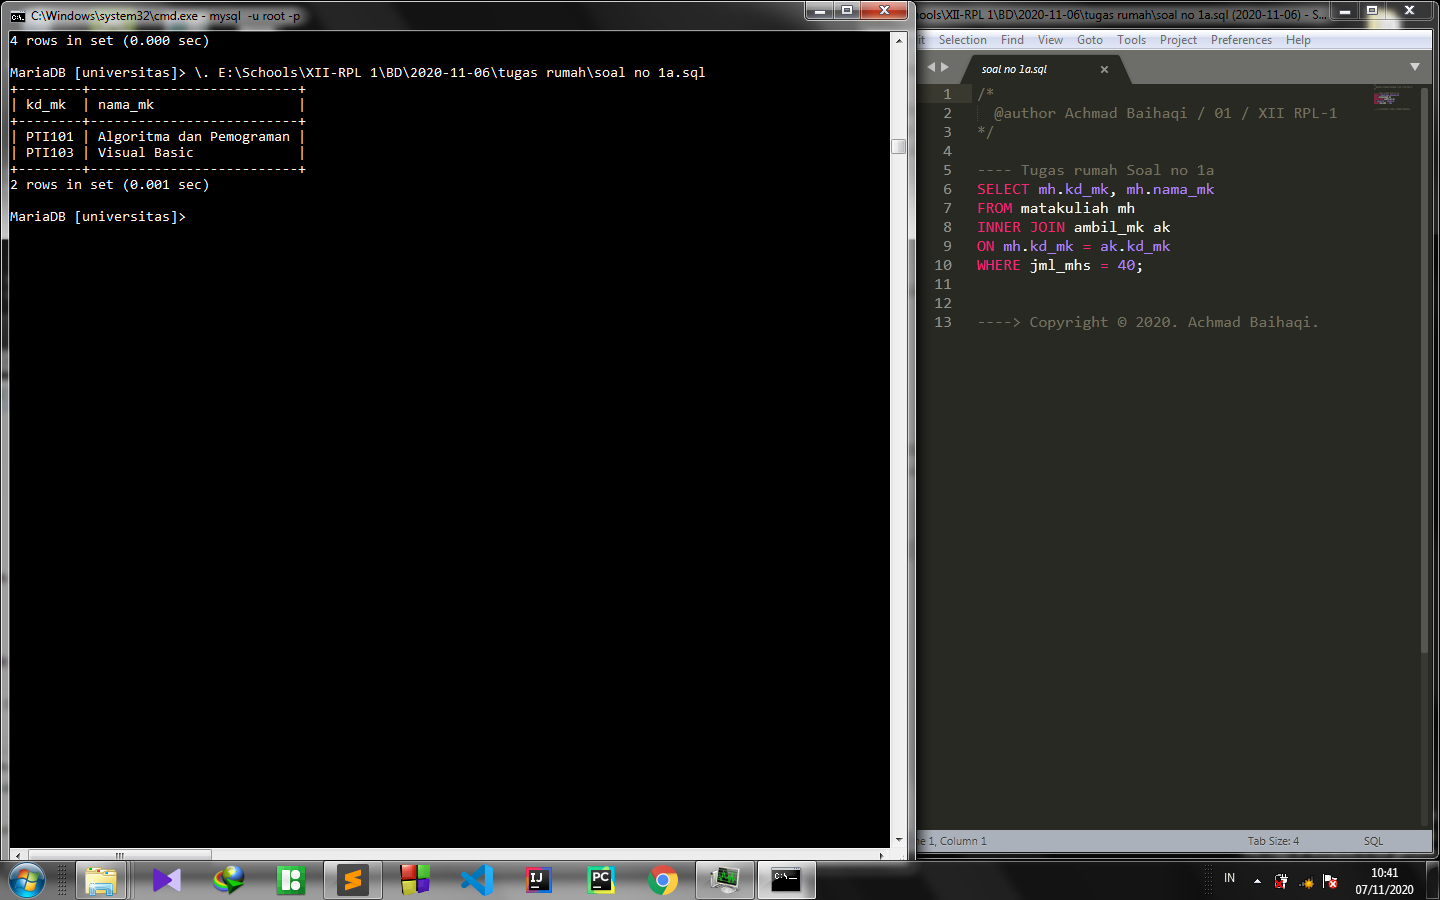 C:\Windows\system32\cmd.exe - mysql  -u root -p
4 rows in set (0.000 sec)
MariaDB [universitas]> \. E:\Schools\XII-RPL 1\BD\2020-11-06\tugas rumah\soal no 1a.sql
+--------+--------------------------+
| kd_mk  | nama_mk                  |
+--------+--------------------------+
| PTI101 | Algoritma dan Pemograman |
| PTI103 | Visual Basic             |
+--------+--------------------------+
2 rows in set (0.001 sec)
MariaDB [universitas]>
ools\XII-RPL 1\BD\2020-11-06\tugas rumah\soal no 1a.sql (2020-11-06) - S...
it Selection Find View Goto Tools Project Preferences Help
soal no 1a.sql
1 /*
2   @author Achmad Baihaqi / 01 / XII RPL-1
3 */
4
5 ---- Tugas rumah Soal no 1a
6 SELECT mh.kd_mk, mh.nama_mk
7 FROM matakuliah mh
8 INNER JOIN ambil_mk ak
9 ON mh.kd_mk = ak.kd_mk
10 WHERE jml_mhs = 40;
11
12
13 ----> Copyright © 2020. Achmad Baihaqi.
e 1, Column 1
Tab Size: 4
SQL
IJ
PC
C:\_
IN
10:41
07/11/2020